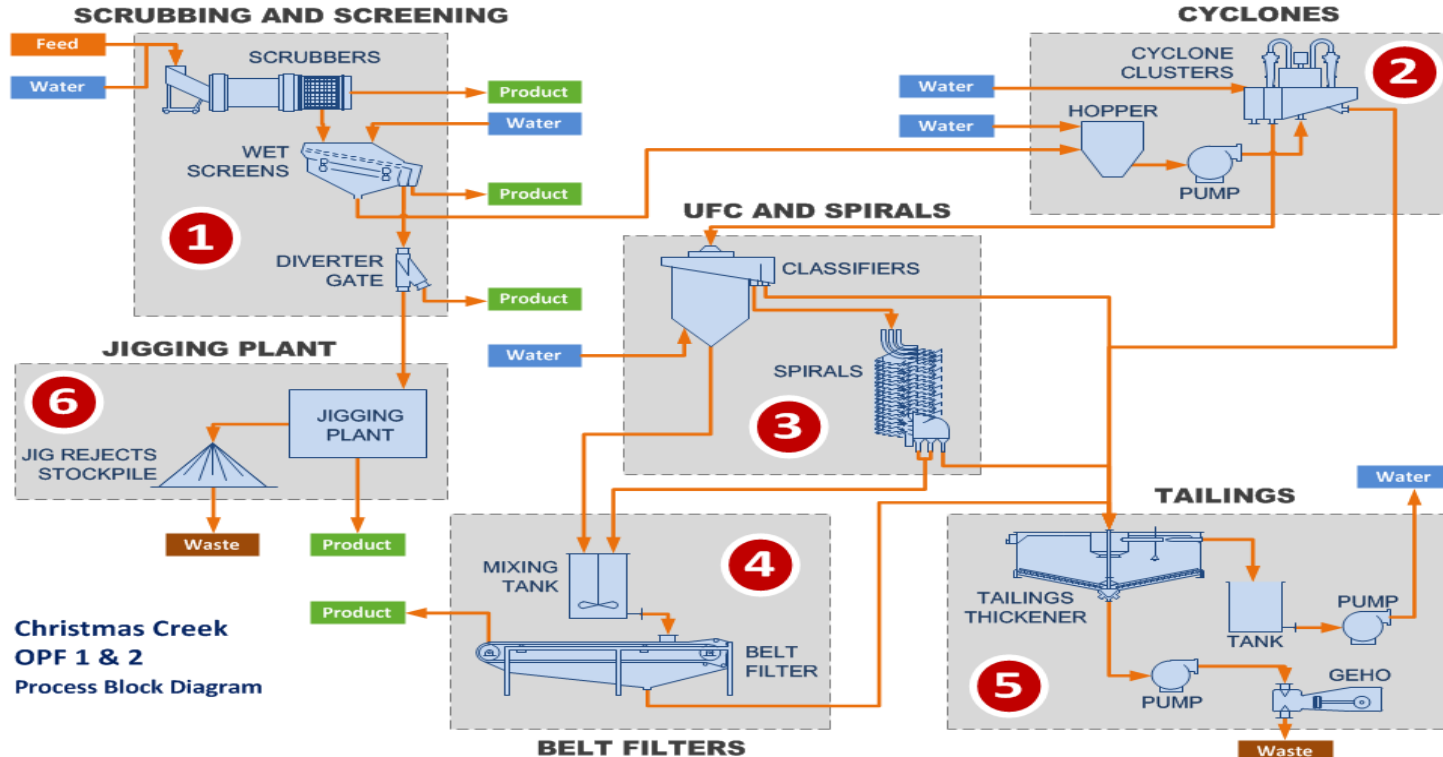 SCRUBBING AND SCREENING
Feed
Water
SCRUBBERS
Product
Water
WET
SCREENS
Product
1
DIVERTER
GATE
Product
CYCLONES
CYCLONE
CLUSTERS
2
Water
Water
HOPPER
PUMP
UFC AND SPIRALS
CLASSIFIERS
Water
SPIRALS
3
JIGGING PLANT
6
JIGGING
PLANT
JIG REJECTS
STOCKPILE
Waste
Product
4
MIXING
TANK
Product
BELT
FILTER
BELT FILTERS
TAILINGS
Water
TAILINGS
THICKENER
TANK
PUMP
5
PUMP
GEHO
Waste
Christmas Creek
OPF 1 & 2
Process Block Diagram